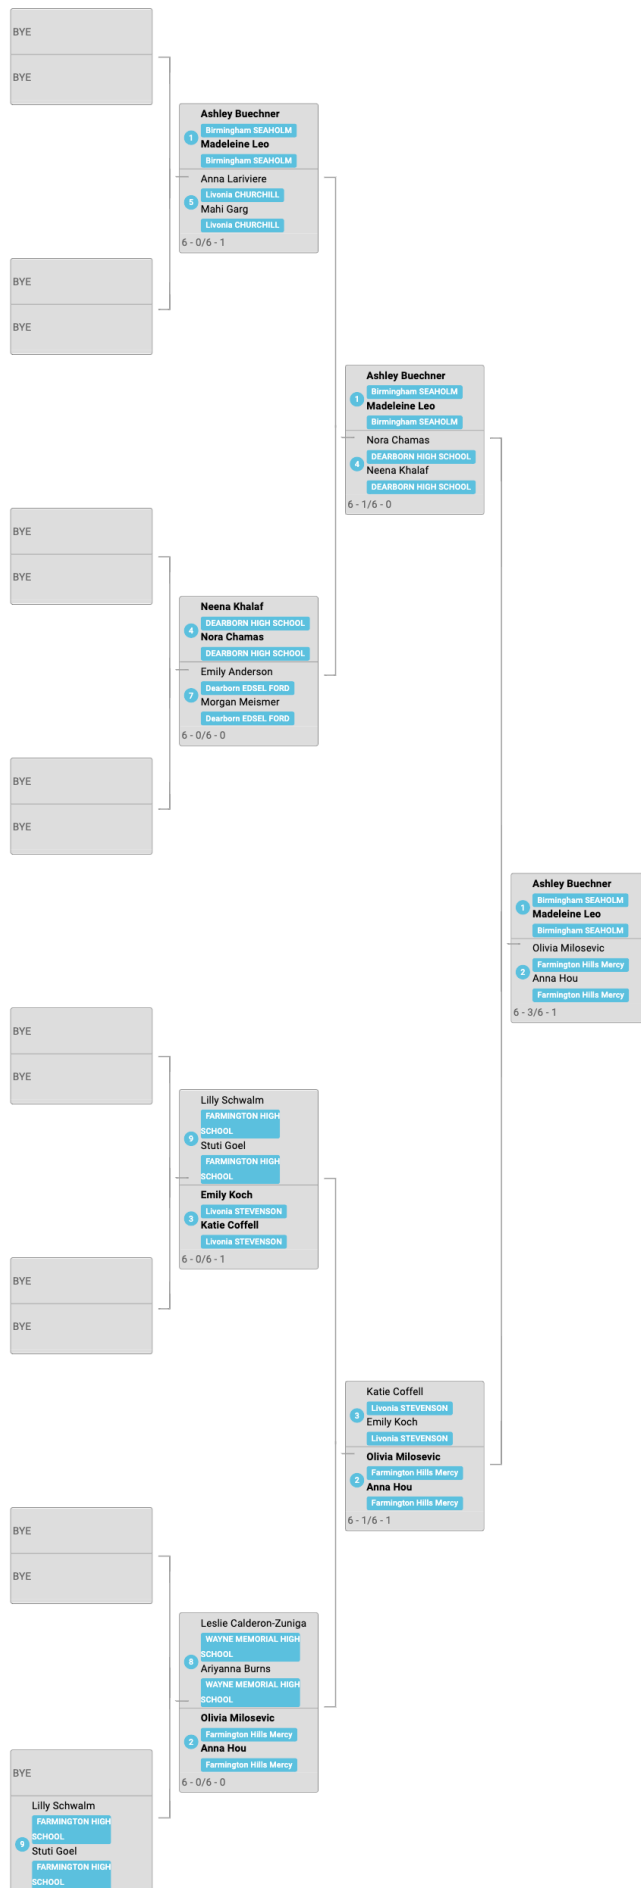 BYE
BYE
Ashley Buechner
1
Birmingham SEAHOLM
Madeleine Leo
Birmingham SEAHOLM
Anna Lariviere
5
Livonia CHURCHILL
Mahi Garg
Livonia CHURCHILL
6 - 0/6 - 1
BYE
BYE
Ashley Buechner
1
Birmingham SEAHOLM
Madeleine Leo
Birmingham SEAHOLM
Nora Chamas
4
DEARBORN HIGH SCHOOL
Neena Khalaf
DEARBORN HIGH SCHOOL
6 - 1/6 - 0
BYE
BYE
Neena Khalaf
4
DEARBORN HIGH SCHOOL
Nora Chamas
DEARBORN HIGH SCHOOL
Emily Anderson
7
Dearborn EDSEL FORD
Morgan Meismer
Dearborn EDSEL FORD
6 - 0/6 - 0
BYE
BYE
Ashley Buechner
1
Birmingham SEAHOLM
Madeleine Leo
Birmingham SEAHOLM
Olivia Milosevic
2
Farmington Hills Mercy
Anna Hou
Farmington Hills Mercy
6 - 3/6 - 1
BYE
BYE
Lilly Schwalm
9
FARMINGTON HIGH
SCHOOL
Stuti Goel
FARMINGTON HIGH
SCHOOL
Emily Koch
3
Livonia STEVENSON
Katie Coffell
Livonia STEVENSON
6 - 0/6 - 1
BYE
BYE
Katie Coffell
3
Livonia STEVENSON
Emily Koch
Livonia STEVENSON
Olivia Milosevic
2
Farmington Hills Mercy
Anna Hou
Farmington Hills Mercy
6 - 1/6 - 1
BYE
BYE
Leslie Calderon-Zuniga
8
WAYNE MEMORIAL HIGH
SCHOOL
Ariyanna Burns
WAYNE MEMORIAL HIGH
SCHOOL
Olivia Milosevic
2
Farmington Hills Mercy
Anna Hou
Farmington Hills Mercy
6 - 0/6 - 0
BYE
Lilly Schwalm
9
FARMINGTON HIGH
SCHOOL
Stuti Goel
FARMINGTON HIGH
SCHOOL